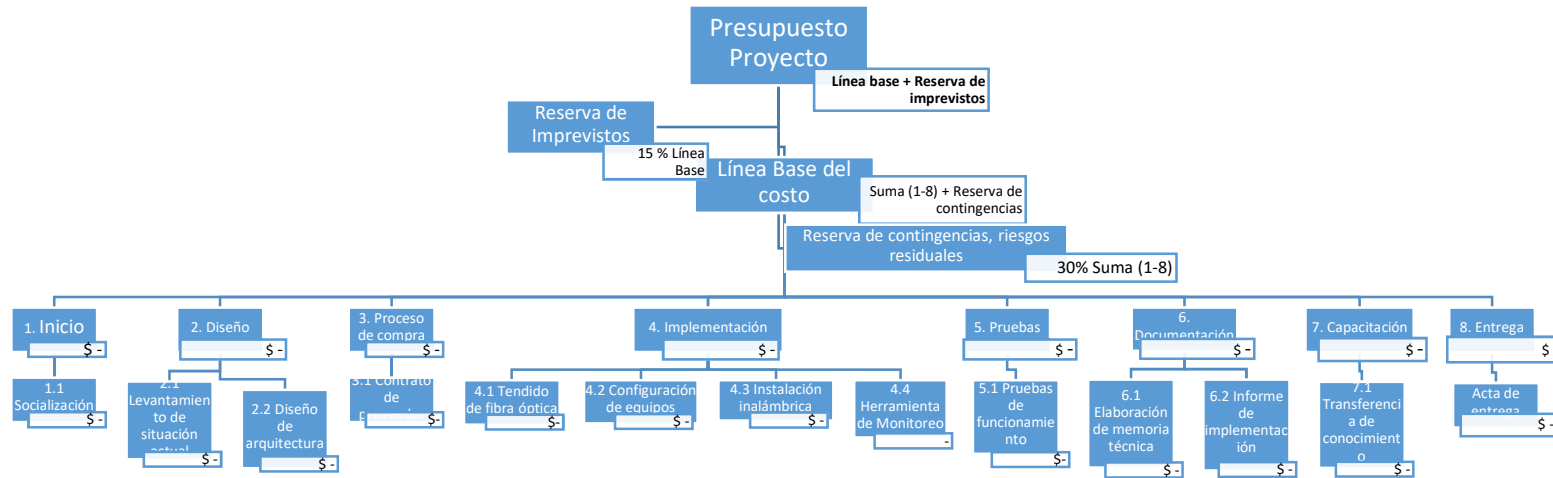 Presupuesto
Proyecto
Línea base + Reserva de
imprevistos
Reserva de
Imprevistos
15 % Línea
Base
Línea Base del
costo
Suma (1-8) + Reserva de
contingencias
Reserva de contingencias, riesgos
residuales
30% Suma (1-8)
1. Inicio
$ -
2. Diseño
$ -
3. Proceso
de compra
$ -
4. Implementación
$ -
5. Pruebas
$ -
6.
Documentación
$ -
7. Capacitación
$ -
8. Entrega
$ -
1.1
Socialización
$ -
2.1
Levantamien
to de
situación
actual
$ -
2.2 Diseño
de
arquitectura
$ -
3.1 Contrato
de
$ -
4.1 Tendido
de fibra óptica
$ -
4.2 Configuración
de equipos
$ -
4.3 Instalación
inalámbrica
$ -
4.4
Herramienta
de Monitoreo
-
5.1 Pruebas
de
funcionamie
nto
$ -
6.1
Elaboración
de memoria
técnica
$ -
6.2 Informe
de
implementac
ión
$ -
7.1
Transferenci
a de
conocimient
o
$ -
Acta de
entrega
$ -